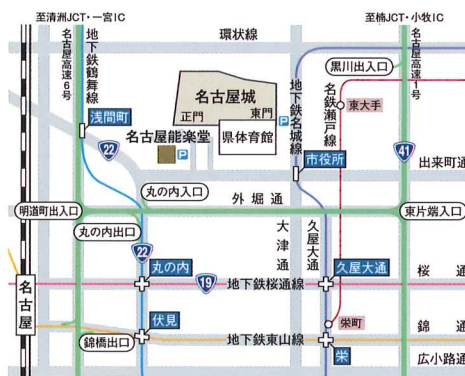 至清洲JCT・一宮IC
至楠JCT・小牧IC
名古屋高速6号
地下鉄鶴舞線
環状線
名古屋高速1号
黒川出入口
名古屋城
正門
東門
県体育館
P
地下鉄名城線
名鉄瀬戸線
東大手
浅間町
名古屋能楽堂
P
22
市役所
41
出来町通
丸の内入口
外堀通
明道町出入口
東片端入口
丸の内出口
大津通
久屋大通
22
丸の内
久屋大通
19
地下鉄桜通線
桜通
名古屋
伏見
栄町
錦通
錦橋出口
地下鉄東山線
栄
広小路通